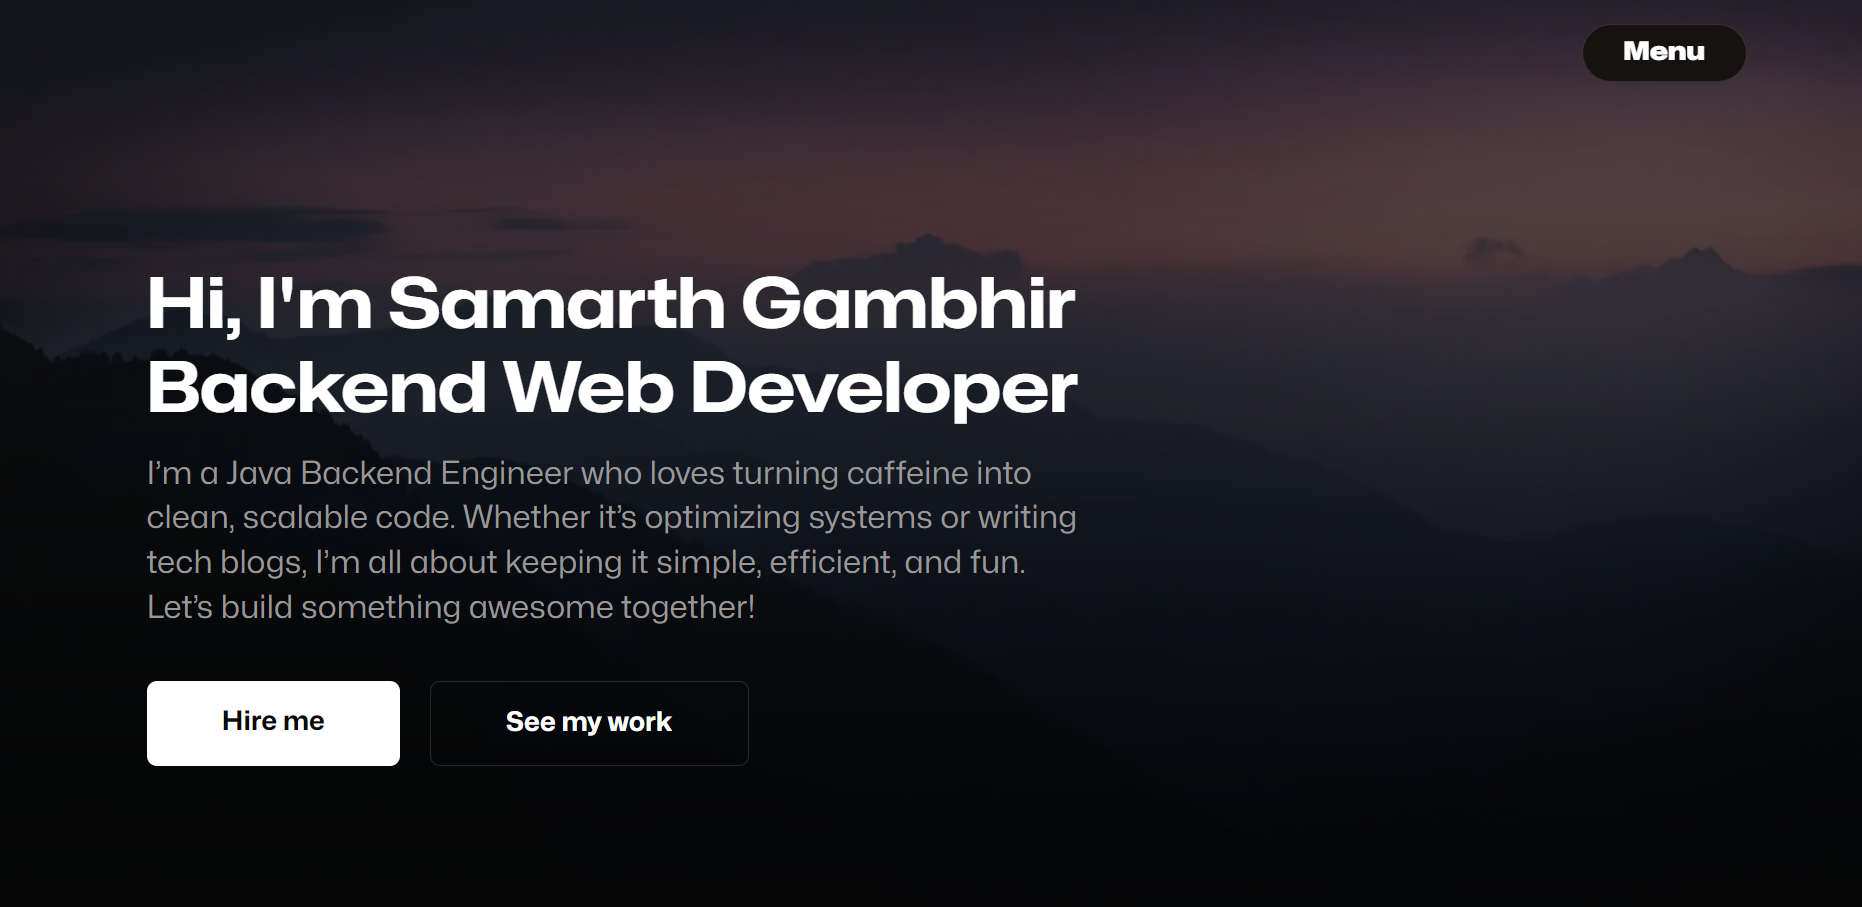 Menu
Hi, I'm Samarth Gambhir
Backend Web Developer
I’m a Java Backend Engineer who loves turning caffeine into
clean, scalable code. Whether it’s optimizing systems or writing
tech blogs, I’m all about keeping it simple, efficient, and fun.
Let’s build something awesome together!
Hire me
See my work